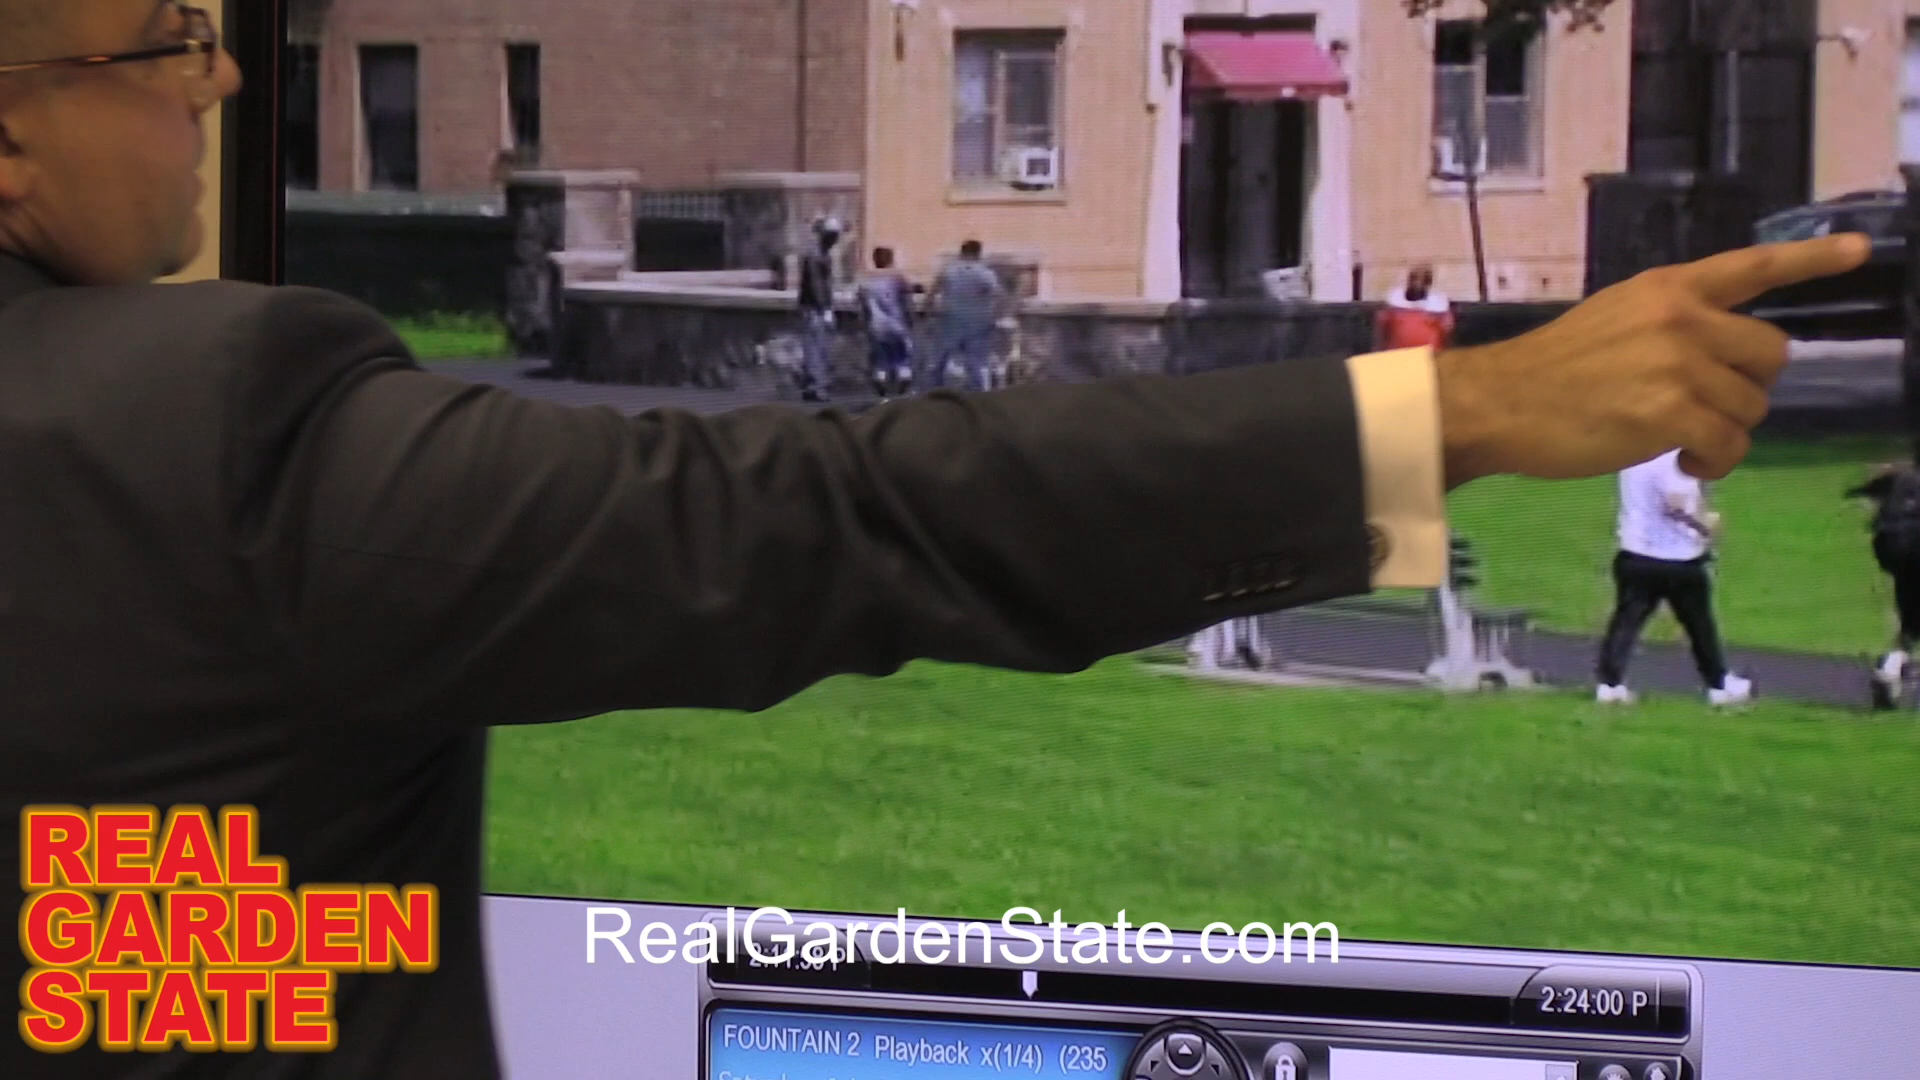 REAL
GARDEN
STATE
RealGardenState.com
2:24:00 P
FOUNTAIN 2 Playback x(1/4) (235